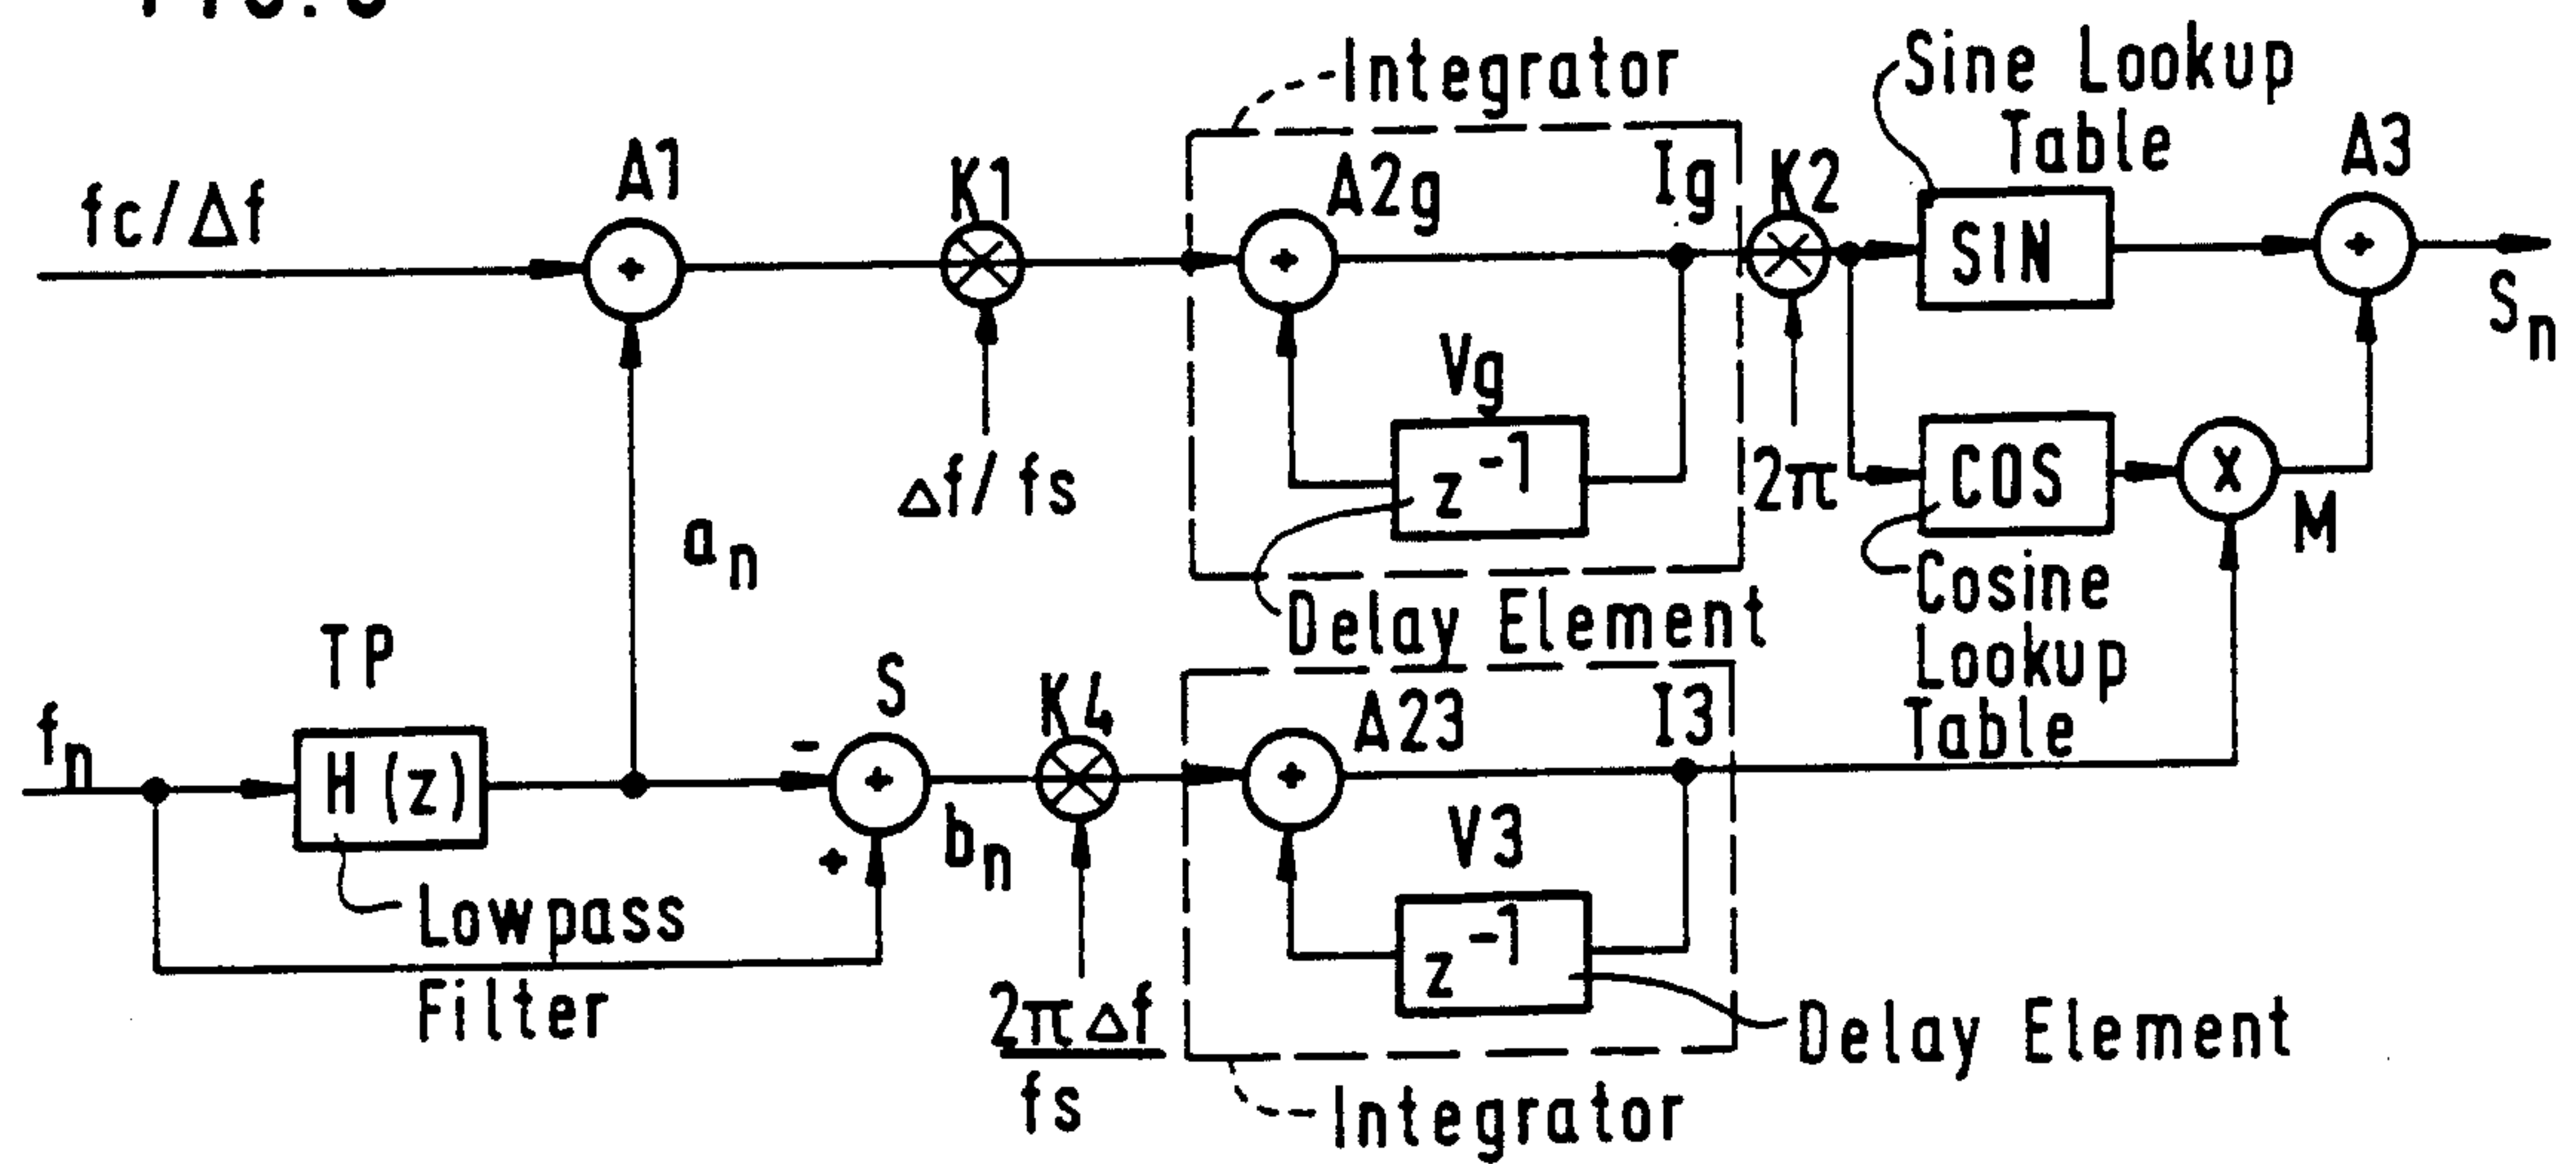 Integrator
Sine Lookup
Table
A1
K1
A2g
Ig
K2
A3
fc/Δf
+
+
SIN
+
Sn
Vg
z⁻¹
Δf/fs
2π
COS
X
M
an
Delay Element
Cosine
Lookup
Table
TP
S
K4
A23
I3
fn
H(z)
-
+
+
bn
+
V3
z⁻¹
Lowpass
Filter
2πΔf
fs
Delay Element
Integrator